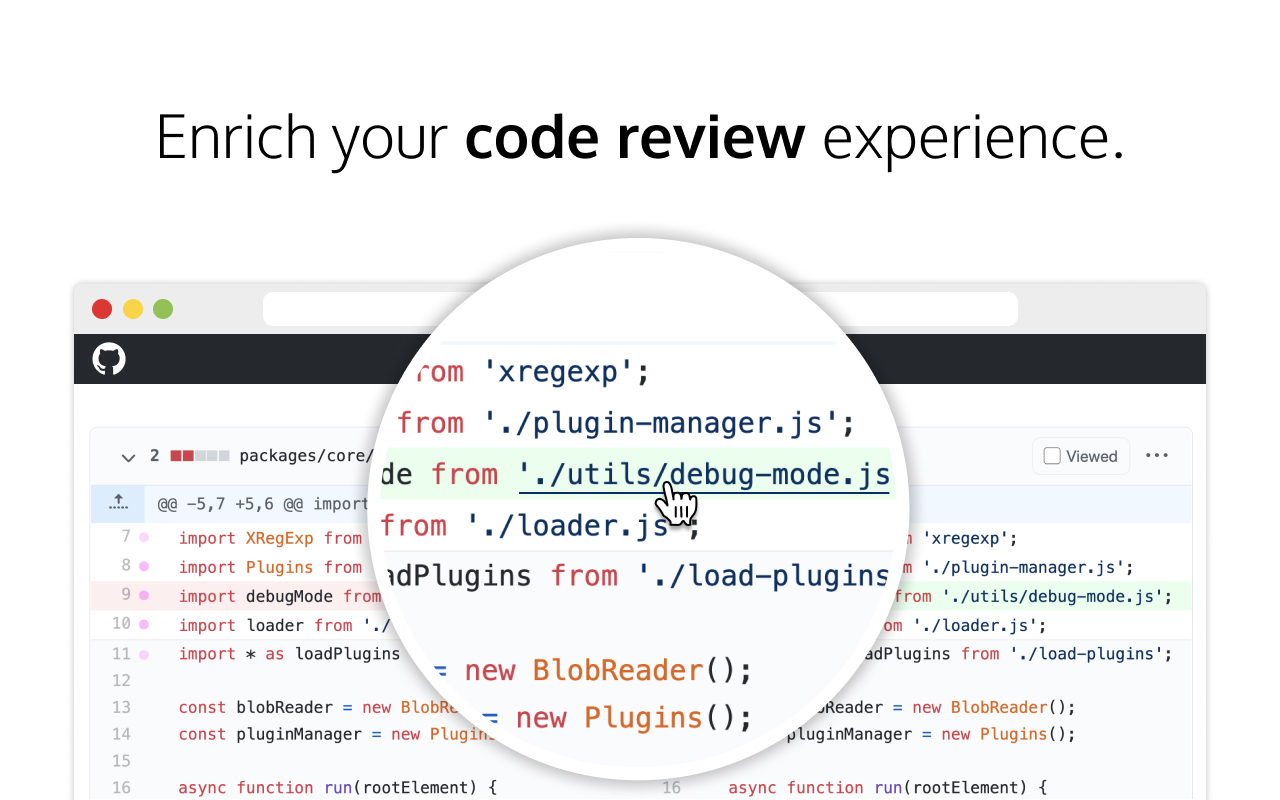 Enrich your code review experience.
rom 'xregexp';
from './plugin-manager.js';
de from './utils/debug-mode.js
from './loader.js';
adPlugins from './load-plugins
= new BlobReader();
= new Plugins();
2 packages/core/
Viewed
@@ -5,7 +5,6 @@ import
7 import XRegExp from
'xregexp';
8 import Plugins from
'./plugin-manager.js';
9 import debugMode from
from './utils/debug-mode.js';
10 import loader from './
'./loader.js';
11 import * as loadPlugins
adPlugins from './load-plugins';
12
13 const blobReader = new BlobRe
Reader = new BlobReader();
14 const pluginManager = new Plugins
pluginManager = new Plugins();
15
16 async function run(rootElement) {
16 async function run(rootElement) {